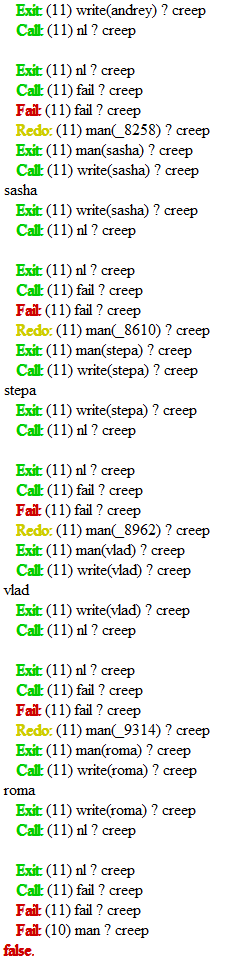 Exit: (11) write(andrey) ? creep
Call: (11) nl ? creep
Exit: (11) nl ? creep
Call: (11) fail ? creep
Fail: (11) fail ? creep
Redo: (11) man(_8258) ? creep
Exit: (11) man(sasha) ? creep
Call: (11) write(sasha) ? creep
sasha
Exit: (11) write(sasha) ? creep
Call: (11) nl ? creep
Exit: (11) nl ? creep
Call: (11) fail ? creep
Fail: (11) fail ? creep
Redo: (11) man(_8610) ? creep
Exit: (11) man(stepa) ? creep
Call: (11) write(stepa) ? creep
stepa
Exit: (11) write(stepa) ? creep
Call: (11) nl ? creep
Exit: (11) nl ? creep
Call: (11) fail ? creep
Fail: (11) fail ? creep
Redo: (11) man(_8962) ? creep
Exit: (11) man(vlad) ? creep
Call: (11) write(vlad) ? creep
vlad
Exit: (11) write(vlad) ? creep
Call: (11) nl ? creep
Exit: (11) nl ? creep
Call: (11) fail ? creep
Fail: (11) fail ? creep
Redo: (11) man(_9314) ? creep
Exit: (11) man(roma) ? creep
Call: (11) write(roma) ? creep
roma
Exit: (11) write(roma) ? creep
Call: (11) nl ? creep
Exit: (11) nl ? creep
Call: (11) fail ? creep
Fail: (11) fail ? creep
Fail: (10) man ? creep
false.